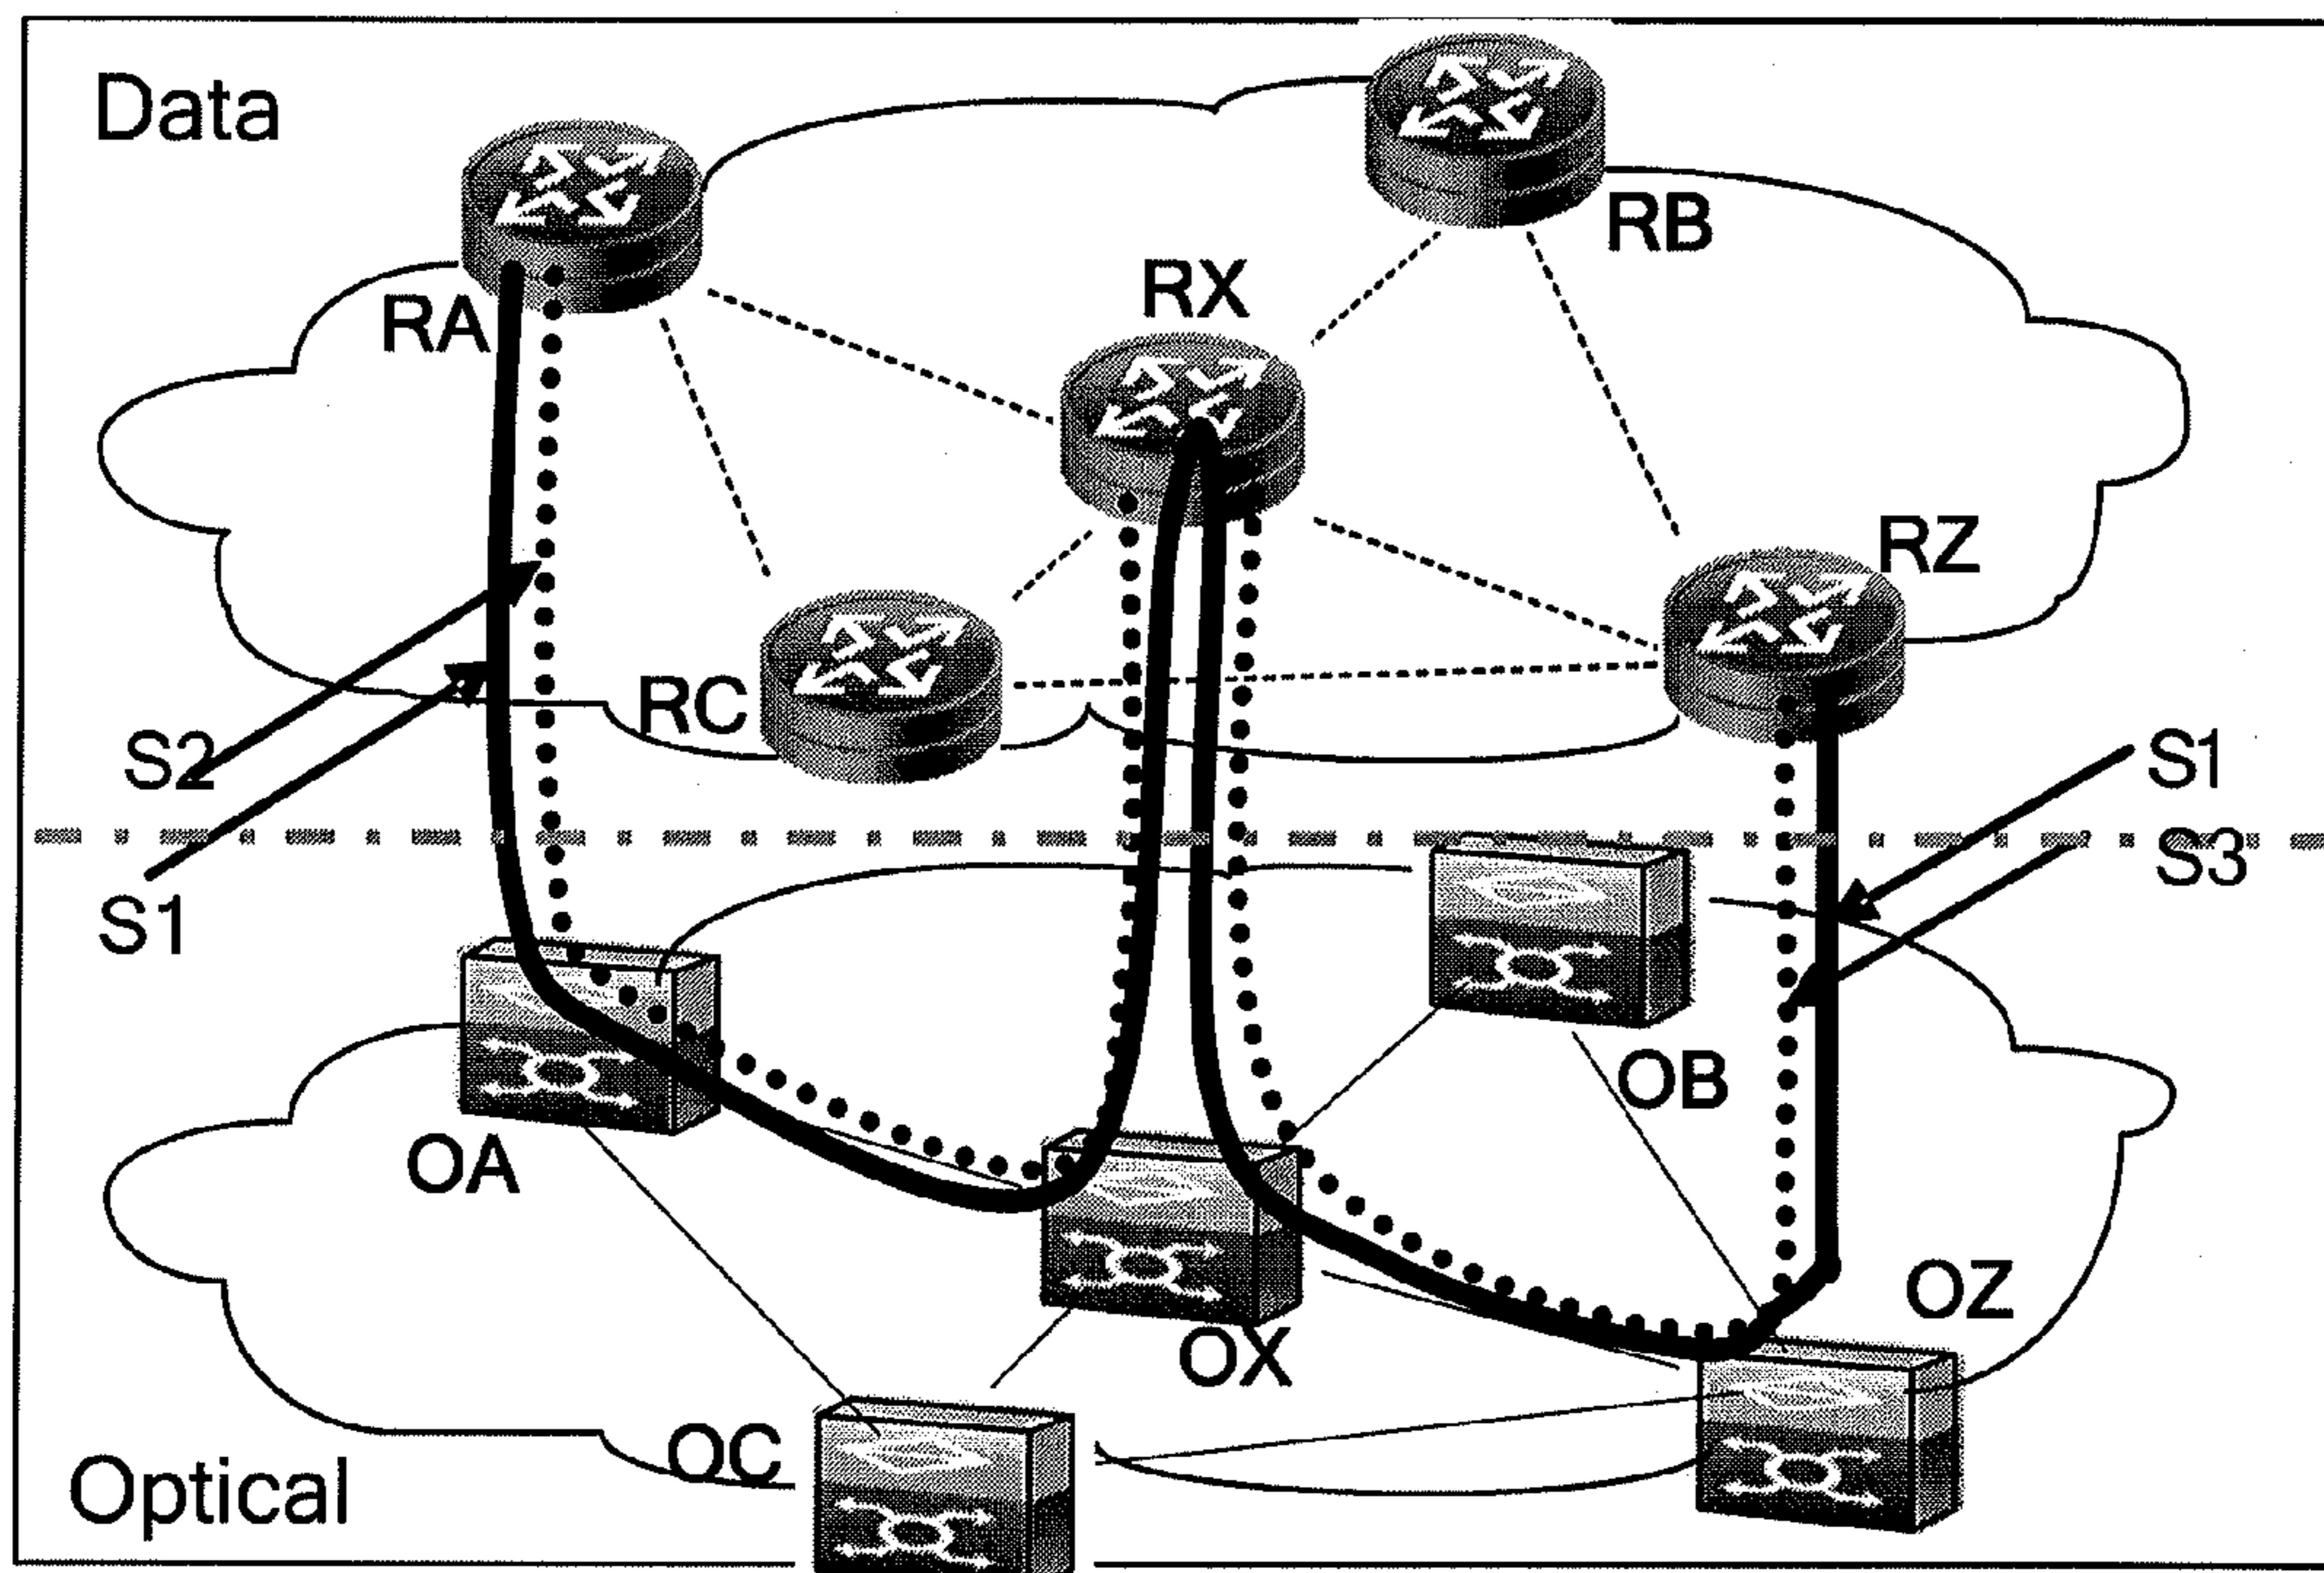 Data
RB
RX
RA
RZ
RC
S2
S1
S3
S1
OB
OA
OZ
OX
OC
Optical